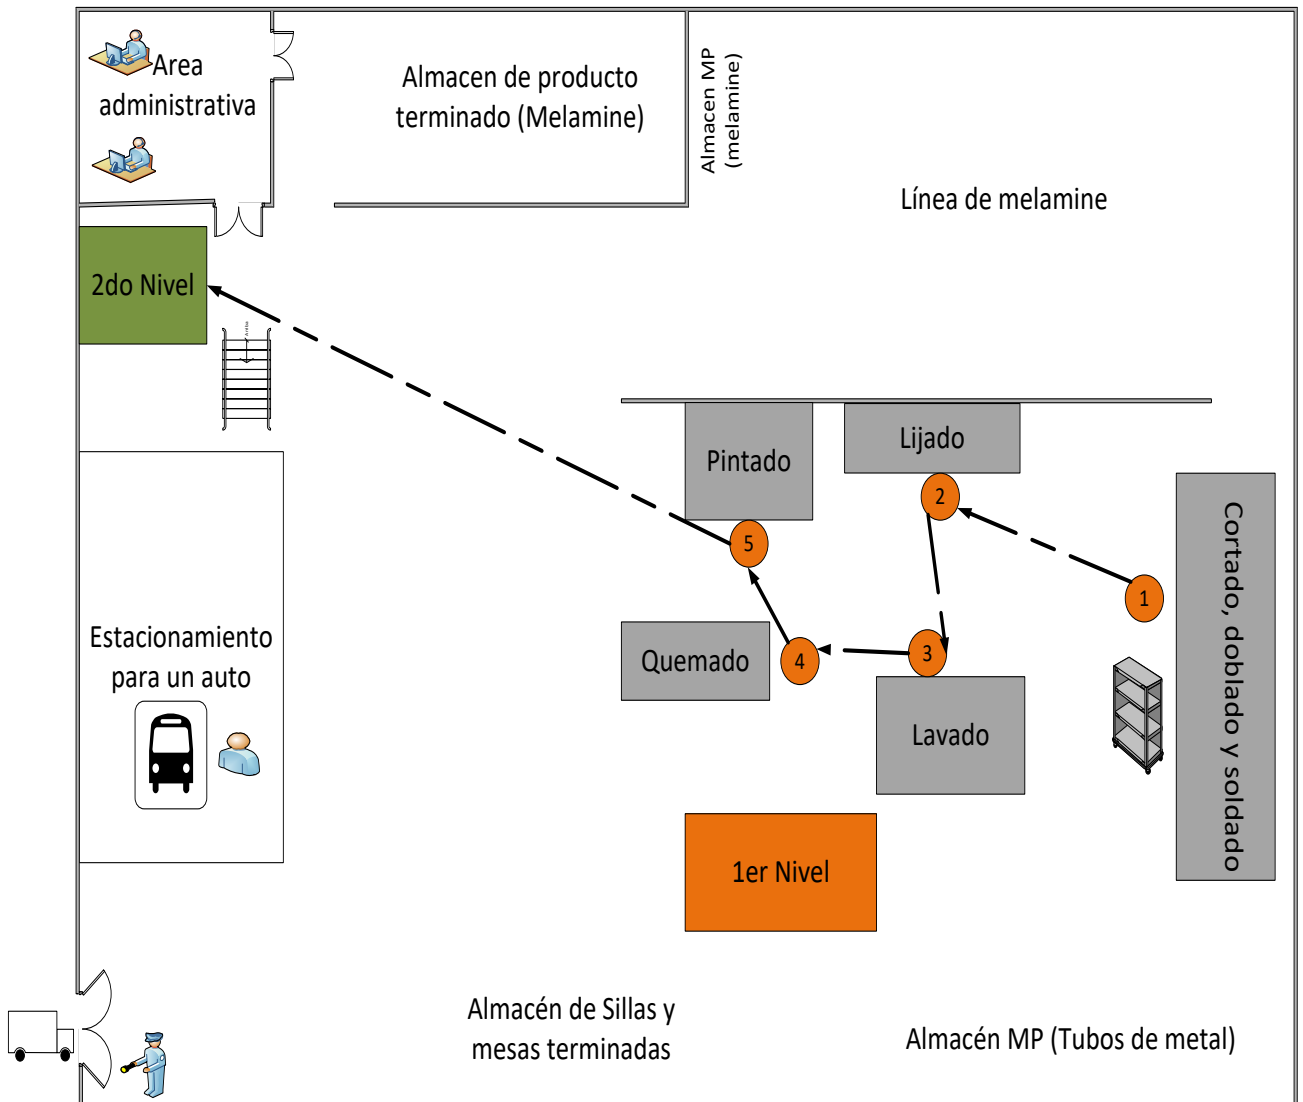 Area
administrativa
Almacen de producto
terminado (Melamine)
Almacen MP
(melamine)
Línea de melamine
2do Nivel
Arriba
Pintado
Lijado
2
5
1
Cortado, doblado y soldado
Estacionamiento
para un auto
Quemado
4
3
Lavado
1er Nivel
Almacén de Sillas y
mesas terminadas
Almacén MP (Tubos de metal)